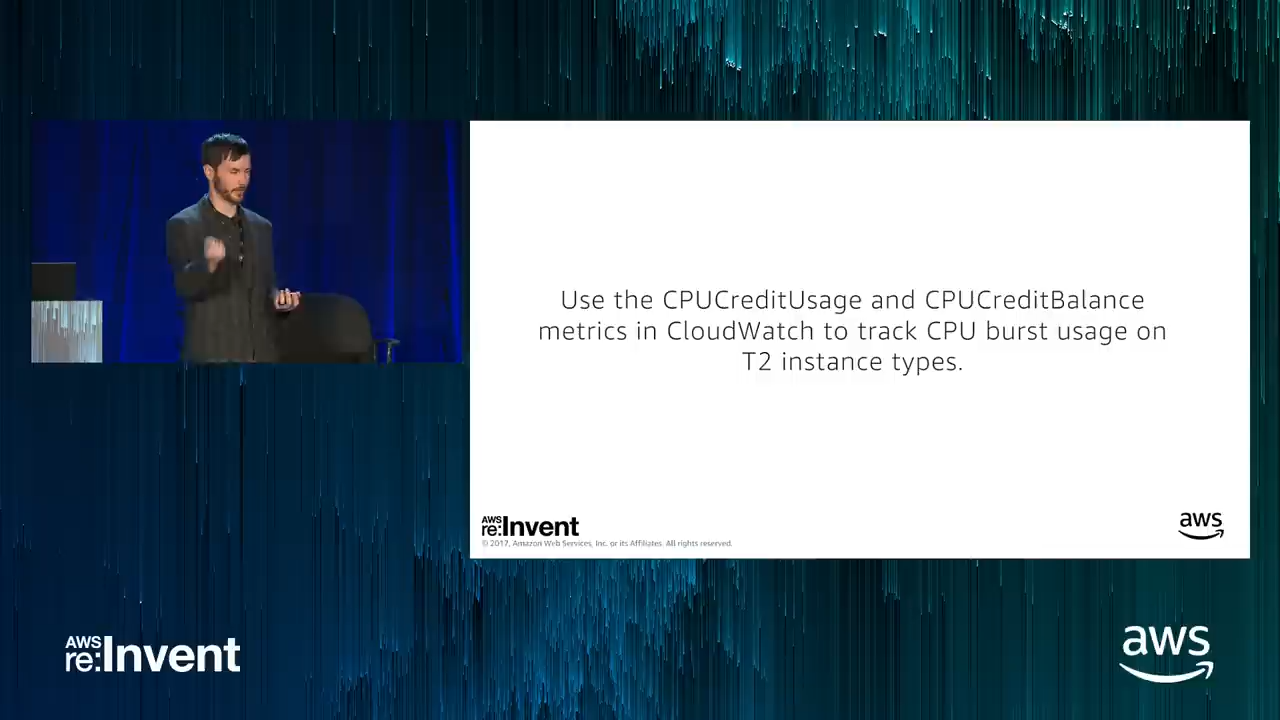 Use the CPUCreditUsage and CPUCreditBalance
metrics in CloudWatch to track CPU burst usage on
T2 instance types.
AWS
re:Invent
© 2017, Amazon Web Services, Inc. or its Affiliates. All rights reserved.
aws
AWS
re:Invent
aws